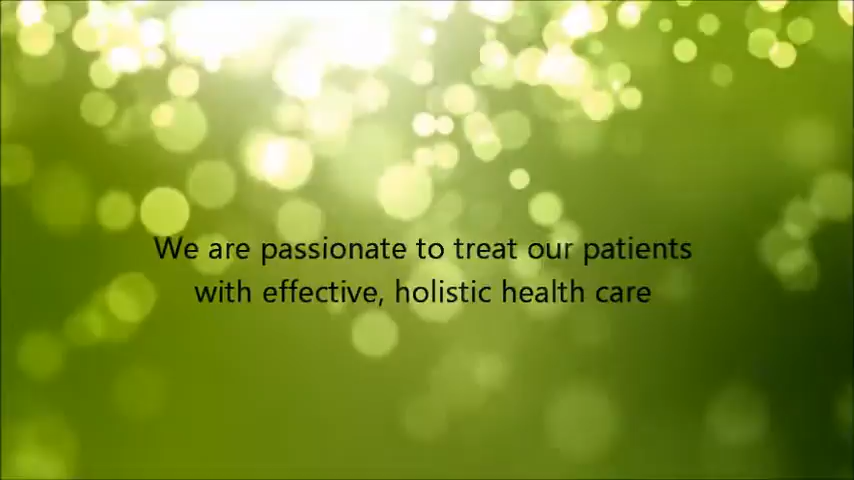 We are passionate to treat our patients
with effective, holistic health care